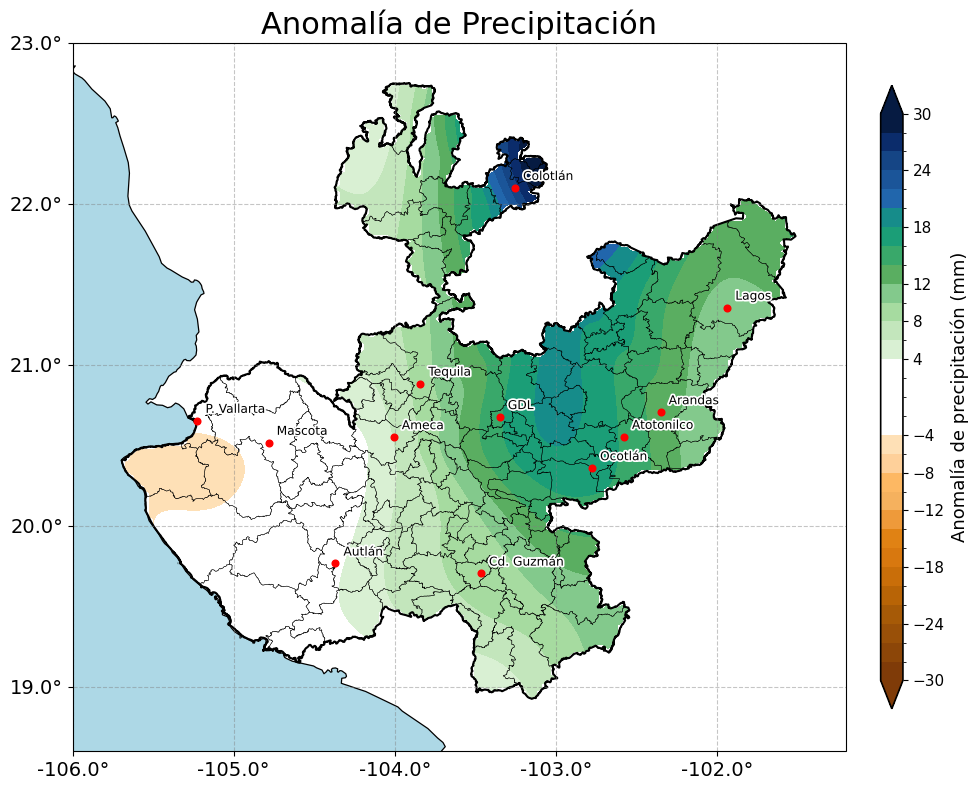 Anomalía de Precipitación
23.0°
22.0°
21.0°
20.0°
19.0°
-106.0°
-105.0°
-104.0°
-103.0°
-102.0°
Colotlán
Lagos
Tequila
Arandas
GDL
P. Vallarta
Ameca
Atotonilco
Mascota
Ocotlán
Autlán
Cd. Guzmán
30
24
18
12
8
4
−4
−8
−12
−18
−24
−30
Anomalía de precipitación (mm)